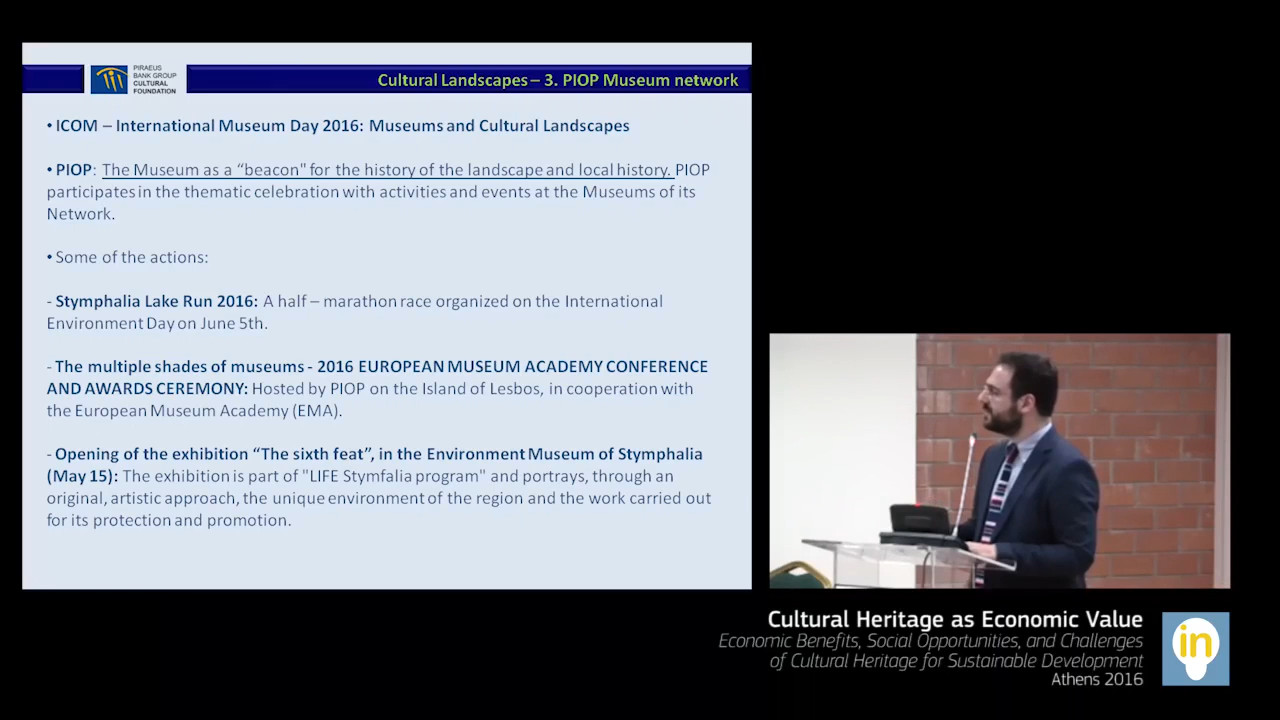 PIRAEUS
BANK GROUP
CULTURAL
FOUNDATION
Cultural Landscapes – 3. PIOP Museum network
• ICOM – International Museum Day 2016: Museums and Cultural Landscapes
• PIOP: The Museum as a “beacon" for the history of the landscape and local history. PIOP
participates in the thematic celebration with activities and events at the Museums of its
Network.
• Some of the actions:
- Stymphalia Lake Run 2016: A half – marathon race organized on the International
Environment Day on June 5th.
- The multiple shades of museums - 2016 EUROPEAN MUSEUM ACADEMY CONFERENCE
AND AWARDS CEREMONY: Hosted by PIOP on the Island of Lesbos, in cooperation with
the European Museum Academy (EMA).
- Opening of the exhibition “The sixth feat”, in the Environment Museum of Stymphalia
(May 15): The exhibition is part of "LIFE Stymfalia program" and portrays, through an
original, artistic approach, the unique environment of the region and the work carried out
for its protection and promotion.
Cultural Heritage as Economic Value
Economic Benefits, Social Opportunities, and Challenges
of Cultural Heritage for Sustainable Development
Athens 2016
in